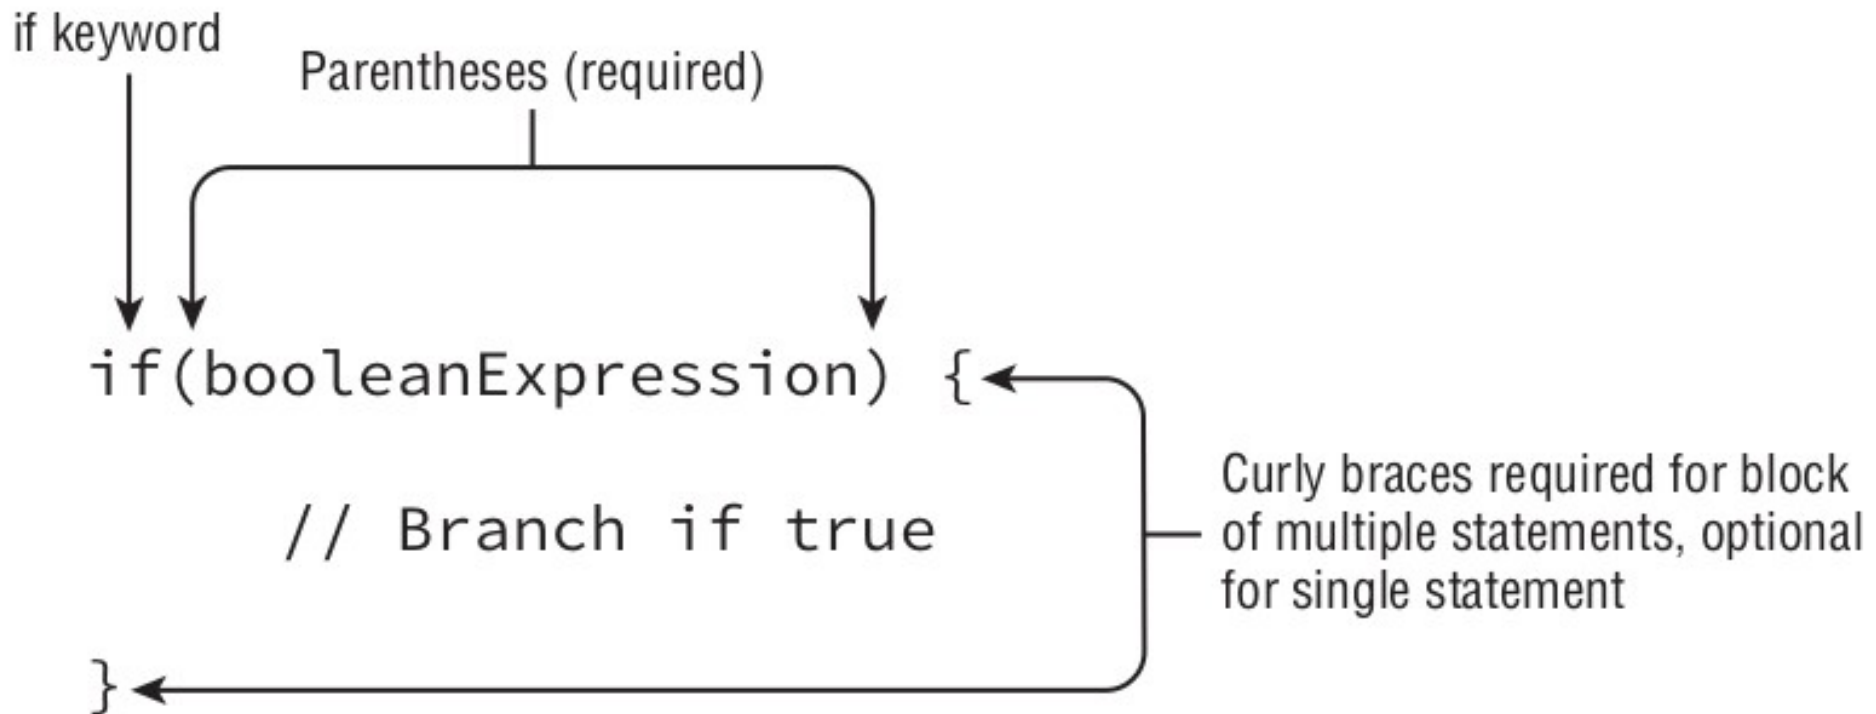 if keyword
Parentheses (required)
if(booleanExpression) {
// Branch if true
Curly braces required for block
of multiple statements, optional
for single statement
}